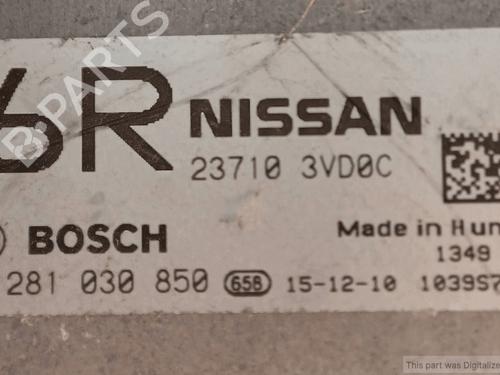 6R NISSAN
23710 3VD0C
BOSCH Made in Hun
1349
281 030 850 658 15-12-10 1039S7
B-PARTS
This part was Digitalize